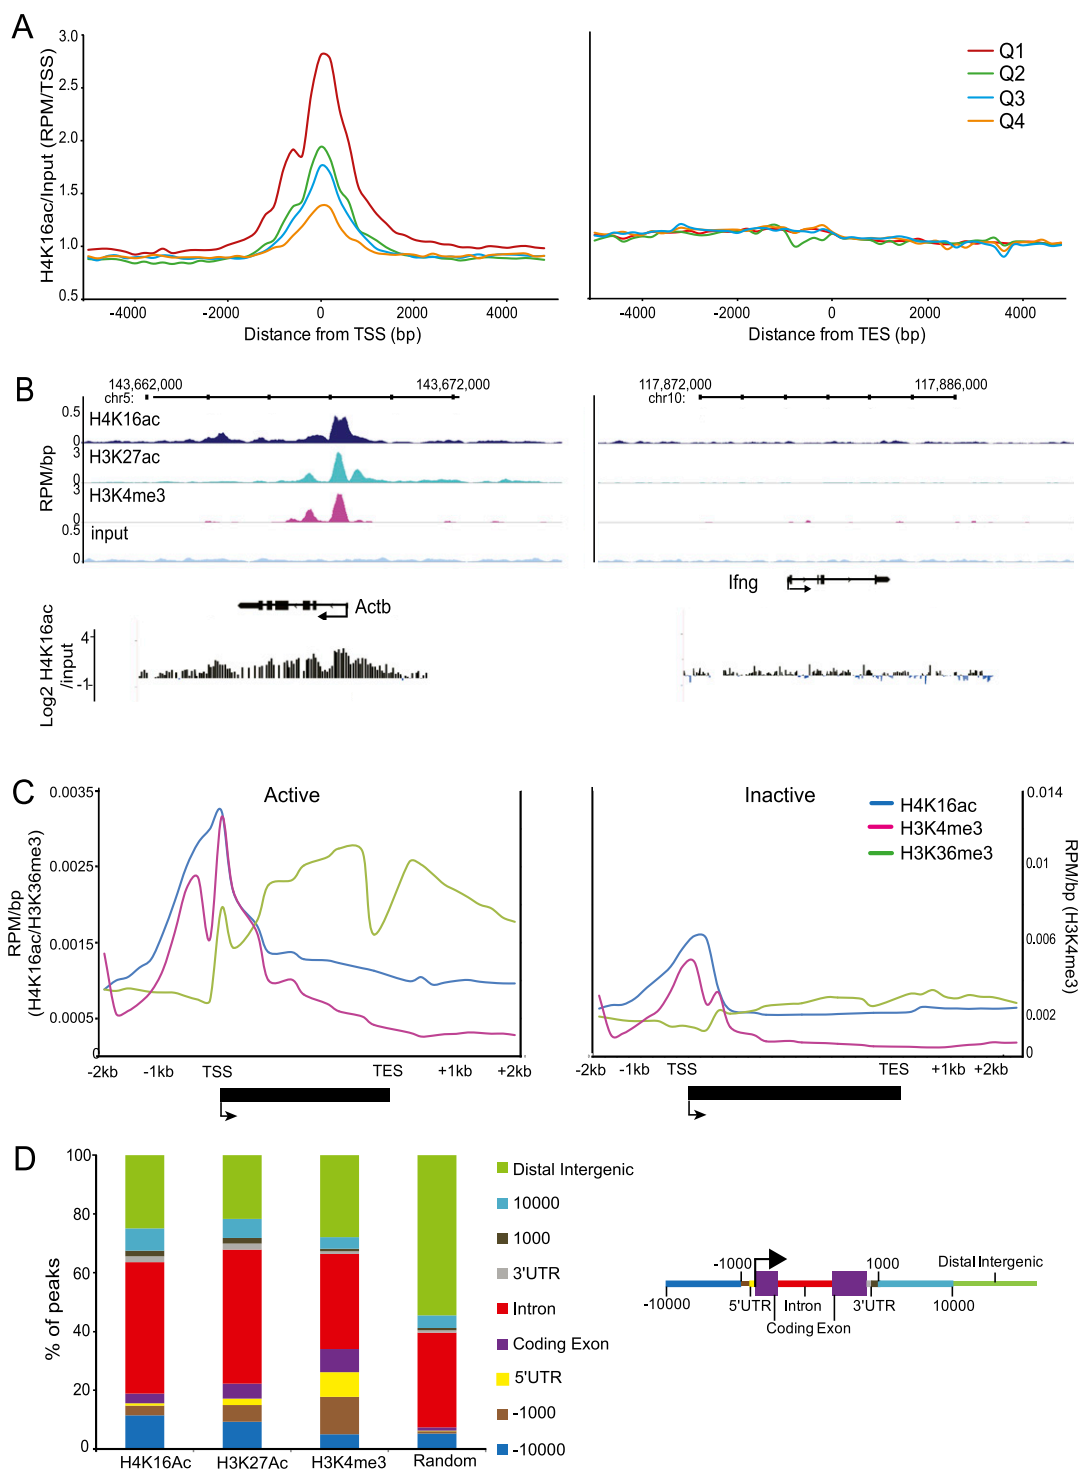 A
H4K16ac/Input (RPM/TSS)
3.0
2.5
2.0
1.5
1.0
0.5
-4000 -2000 0 2000 4000
Distance from TSS (bp)
Q1
Q2
Q3
Q4
-4000 -2000 0 2000 4000
Distance from TES (bp)
B
143,662,000 143,672,000
chr5:
117,872,000 117,886,000
chr10:
RPM/bp
0.5
H4K16ac
0
3
H3K27ac
0
3
H3K4me3
0
0.5
input
0
Actb
Ifng
Log2 H4K16ac
/input
4
-1
C
Active
Inactive
RPM/bp
(H4K16ac/H3K36me3)
0.0035
0.0025
0.0015
0.0005
0
-2kb -1kb TSS TES +1kb +2kb
H4K16ac
H3K4me3
H3K36me3
0.014
0.01
0.006
0.002
0
RPM/bp (H3K4me3)
-2kb -1kb TSS TES +1kb +2kb
D
% of peaks
100
80
60
40
20
0
H4K16Ac H3K27Ac H3K4me3 Random
Distal Intergenic
10000
1000
3'UTR
Intron
Coding Exon
5'UTR
-1000
-10000
-1000 1000 Distal Intergenic
-10000 5'UTR Intron 3'UTR 10000
Coding Exon